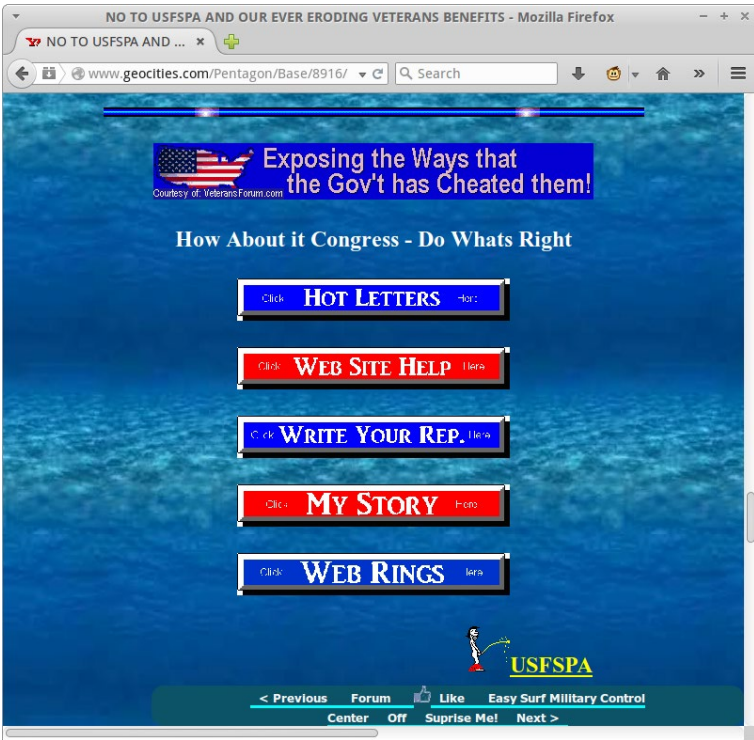 NO TO USFSPA AND OUR EVER ERODING VETERANS BENEFITS - Mozilla Firefox
NO TO USFSPA AND ...
www.geocities.com/Pentagon/Base/8916/
Search
Exposing the Ways that
the Gov't has Cheated them!
Courtesy of: VeteransForum.com
How About it Congress - Do Whats Right
Click HOT LETTERS Here
Click WEB SITE HELP Here
Click WRITE YOUR REP. Here
Click MY STORY Here
Click WEB RINGS Here
USFSPA
< Previous Forum Like Easy Surf Military Control
Center Off Suprise Me! Next >